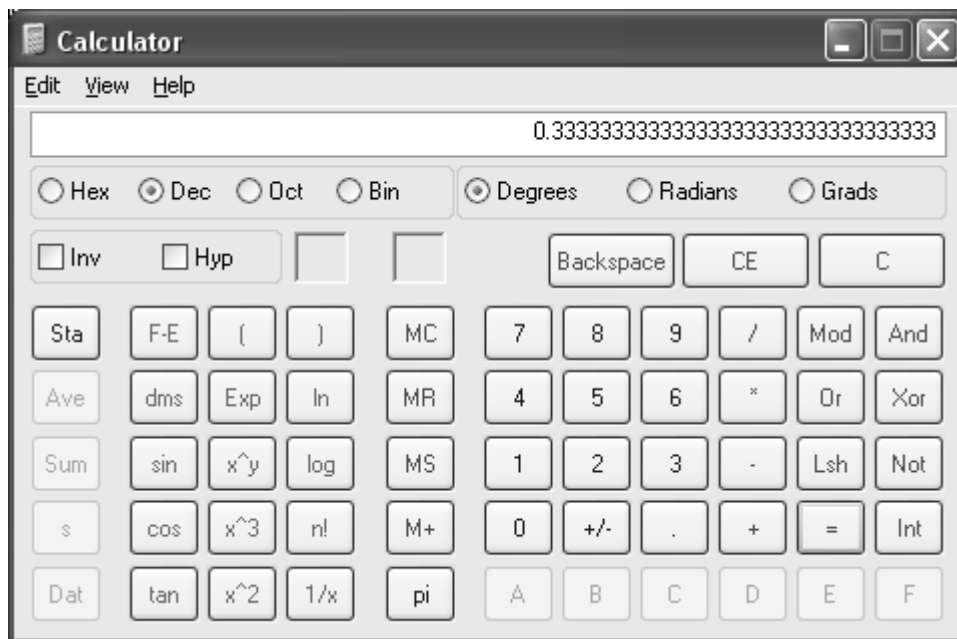 Calculator
Edit View Help
0.33333333333333333333333333333333
Hex Dec Oct Bin Degrees Radians Grads
Inv Hyp Backspace CE C
Sta F-E ( ) MC 7 8 9 / Mod And
Ave dms Exp ln MR 4 5 6 * Or Xor
Sum sin x^y log MS 1 2 3 - Lsh Not
s cos x^3 n! M+ 0 +/- . + = Int
Dat tan x^2 1/x pi A B C D E F